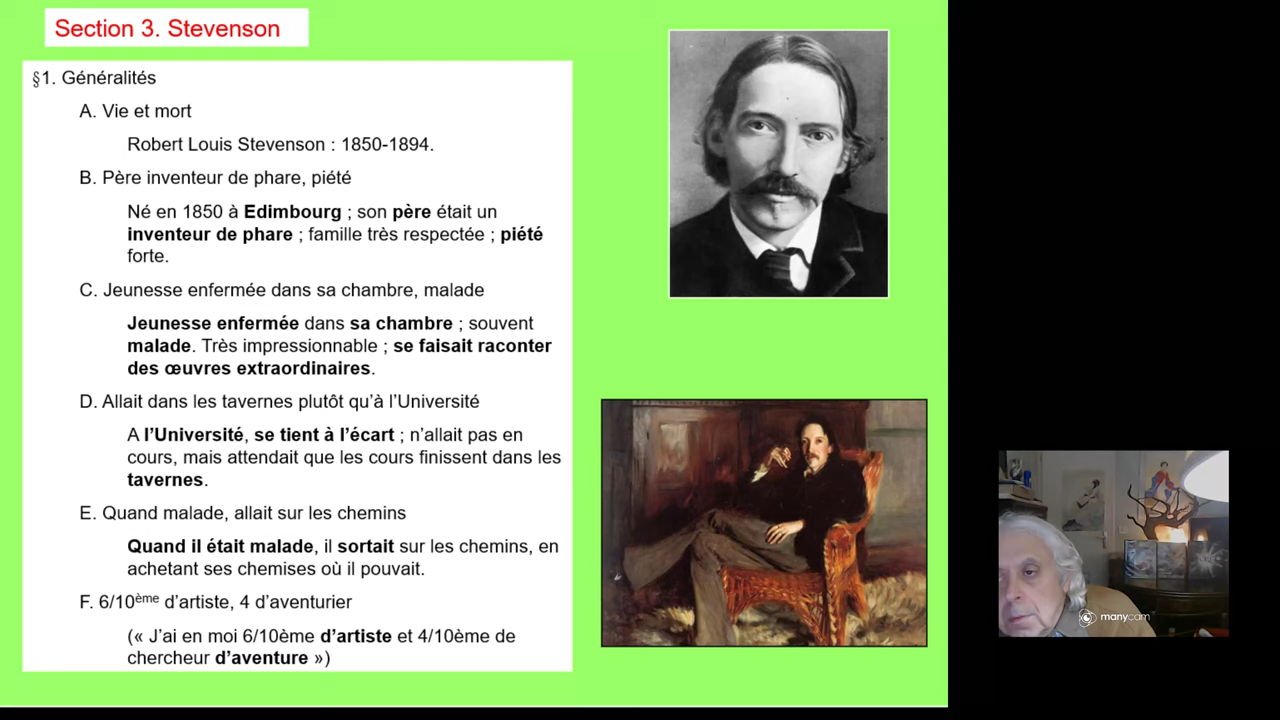 Section 3. Stevenson
§1. Généralités
A. Vie et mort
Robert Louis Stevenson : 1850-1894.
B. Père inventeur de phare, piété
Né en 1850 à Edimbourg ; son père était un
inventeur de phare ; famille très respectée ; piété
forte.
C. Jeunesse enfermée dans sa chambre, malade
Jeunesse enfermée dans sa chambre ; souvent
malade. Très impressionnable ; se faisait raconter
des œuvres extraordinaires.
D. Allait dans les tavernes plutôt qu’à l’Université
A l’Université, se tient à l’écart ; n’allait pas en
cours, mais attendait que les cours finissent dans les
tavernes.
E. Quand malade, allait sur les chemins
Quand il était malade, il sortait sur les chemins, en
achetant ses chemises où il pouvait.
F. 6/10ème d’artiste, 4 d’aventurier
(« J’ai en moi 6/10ème d’artiste et 4/10ème de
chercheur d’aventure »)
manycam